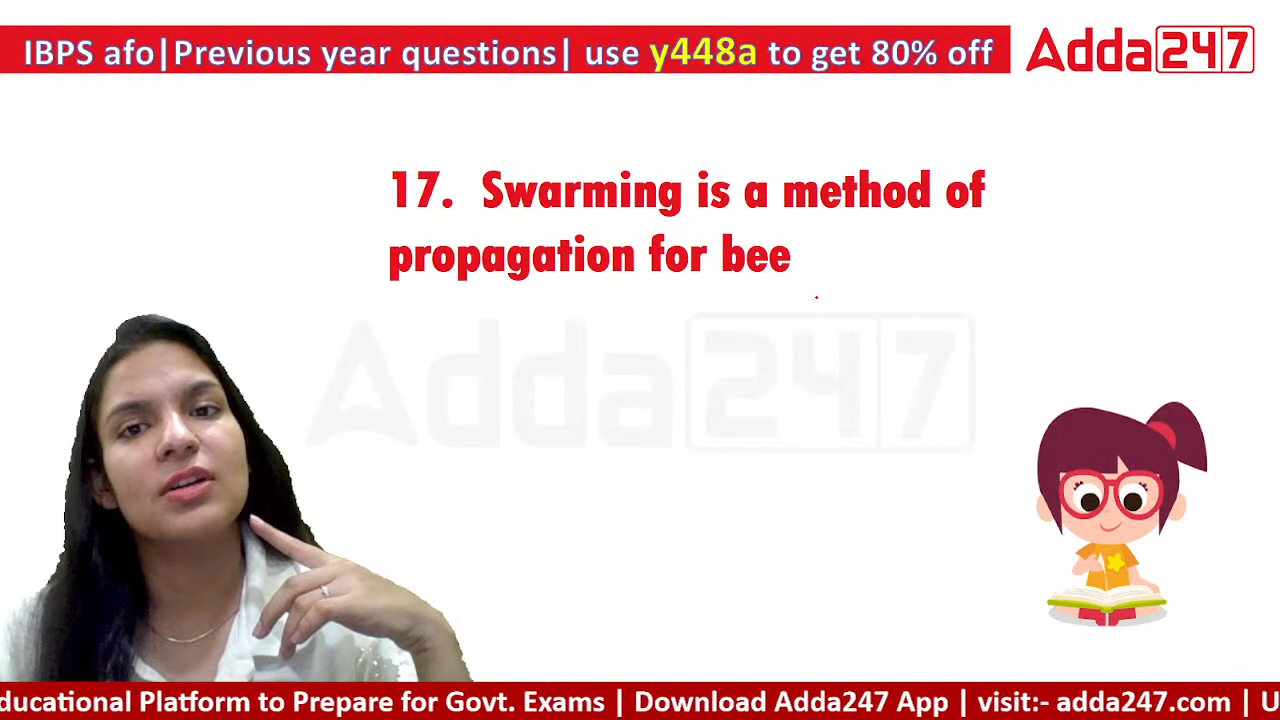 IBPS afo|Previous year questions| use y448a to get 80% off
Adda247
17. Swarming is a method of
propagation for bee
Adda247
ducational Platform to Prepare for Govt. Exams | Download Adda247 App | visit:- adda247.com | U